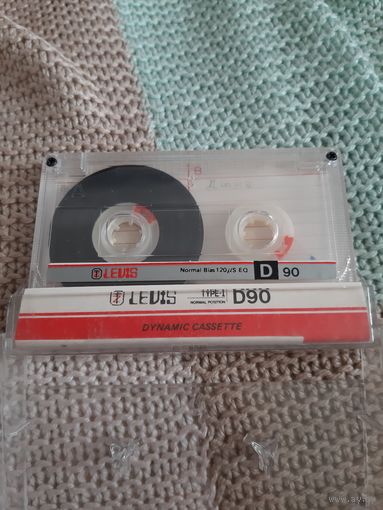 B
LEVIS Normal Bias 120µS EQ D 90
LEVIS TYPE-I NORMAL POSITION D90
DYNAMIC CASSETTE